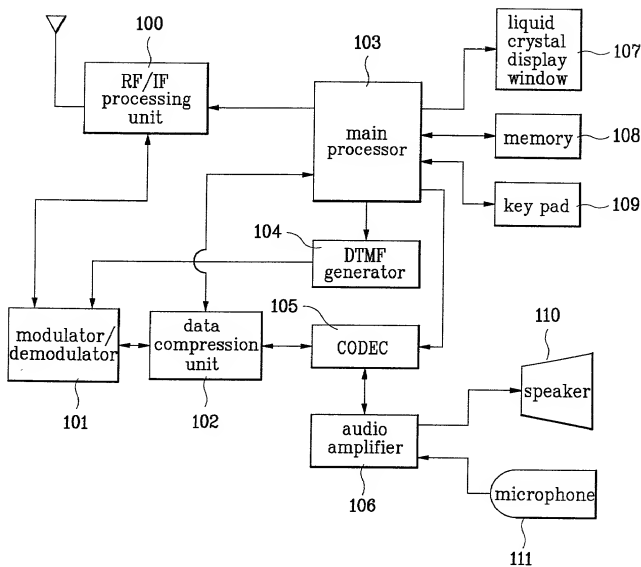 100
RF/IF
processing
unit
103
main
processor
liquid
crystal
display
window
107
memory
108
key pad
109
104
DTMF
generator
modulator/
demodulator
101
data
compression
unit
102
105
CODEC
audio
amplifier
106
110
speaker
microphone
111